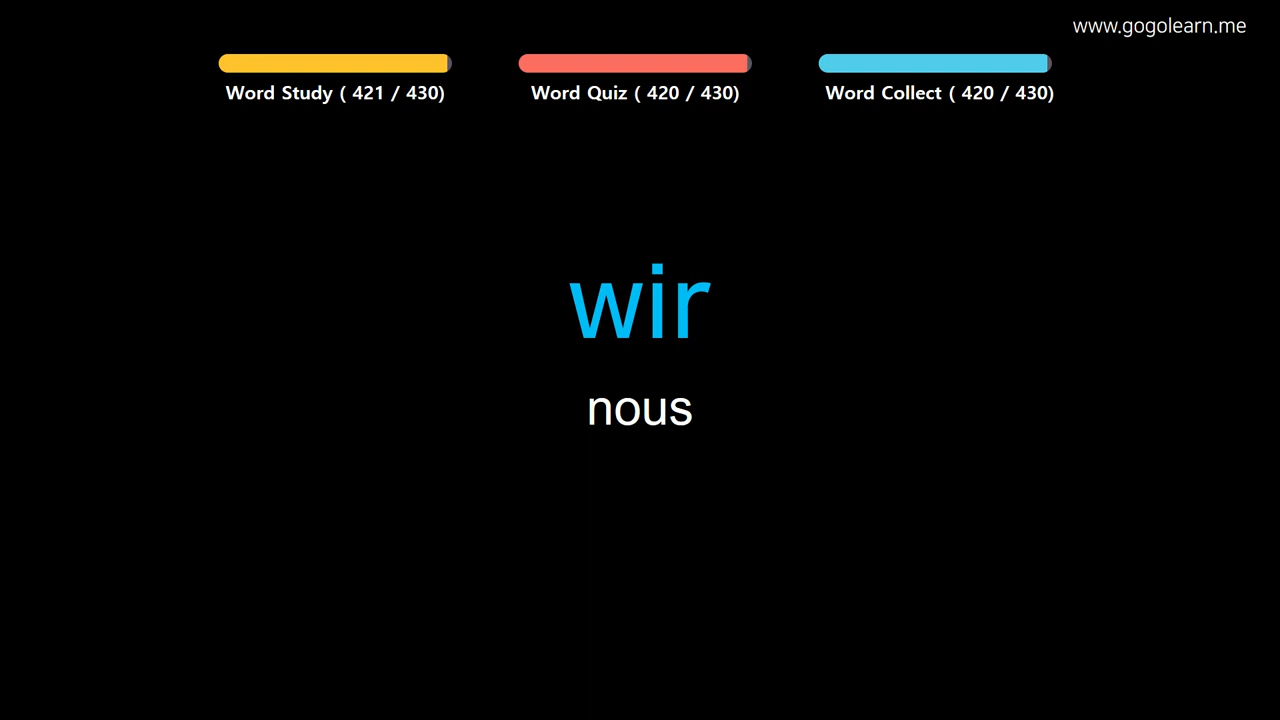 www.gogolearn.me
Word Study ( 421 / 430)
Word Quiz ( 420 / 430)
Word Collect ( 420 / 430)
wir
nous